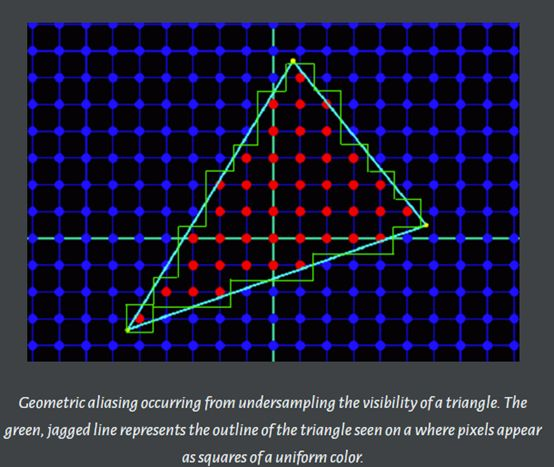 Geometric aliasing occurring from undersampling the visibility of a triangle. The
green, jagged line represents the outline of the triangle seen on a where pixels appear
as squares of a uniform color.